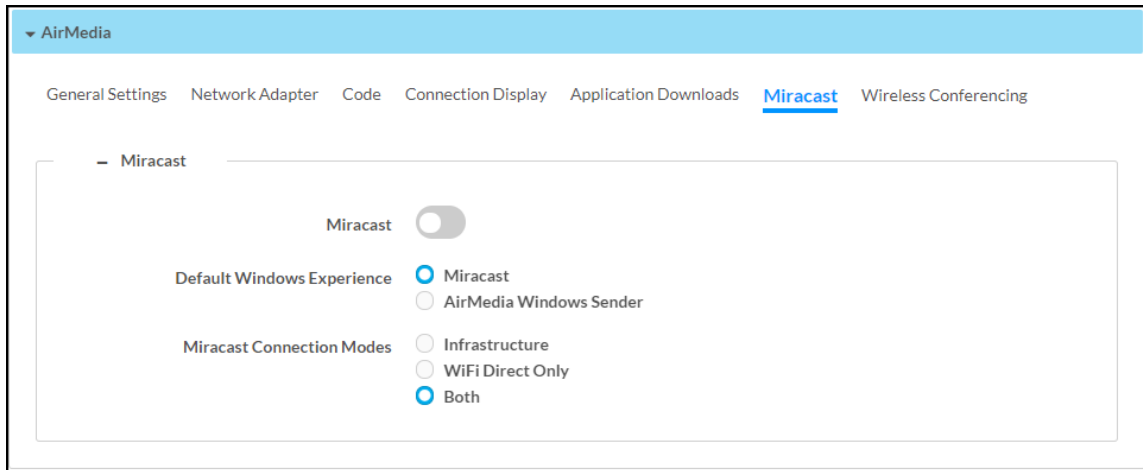 AirMedia
General Settings Network Adapter Code Connection Display Application Downloads Miracast Wireless Conferencing
Miracast
Miracast
Default Windows Experience Miracast
AirMedia Windows Sender
Miracast Connection Modes Infrastructure
WiFi Direct Only
Both